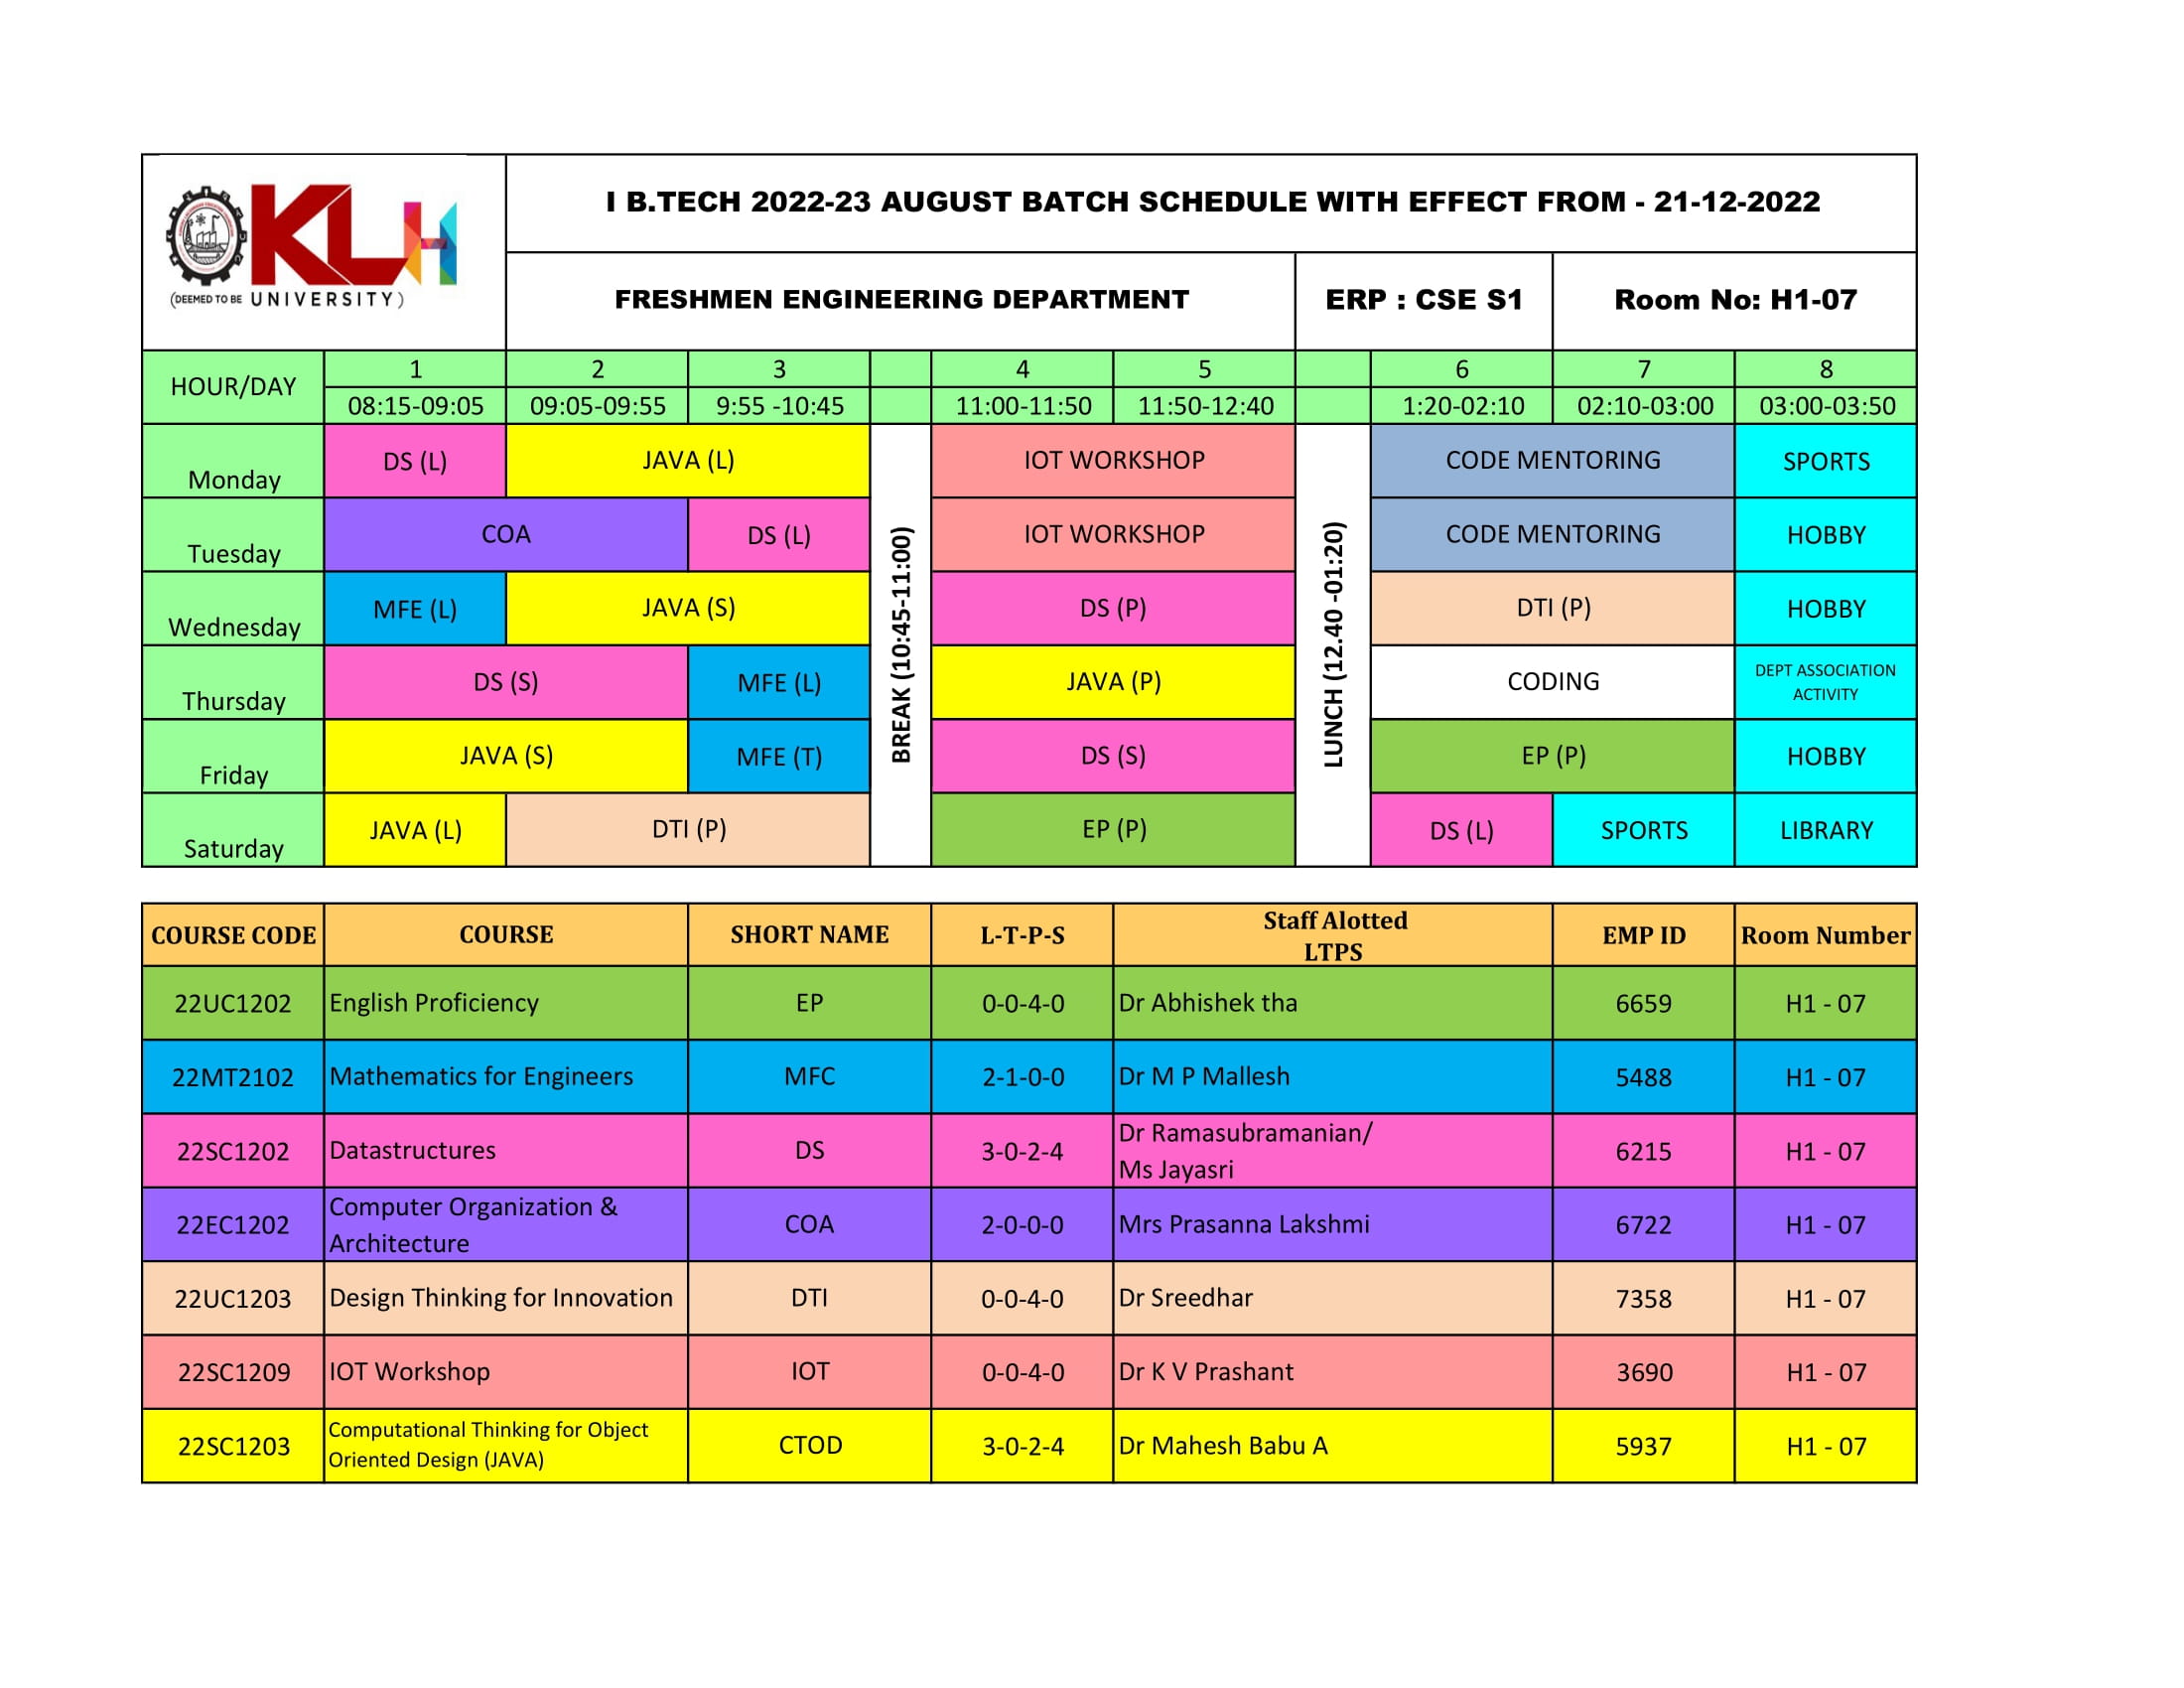 KLH
(DEEMED TO BE UNIVERSITY)
I B.TECH 2022-23 AUGUST BATCH SCHEDULE WITH EFFECT FROM - 21-12-2022
FRESHMEN ENGINEERING DEPARTMENT ERP : CSE S1 Room No: H1-07
HOUR/DAY 1 2 3 4 5 6 7 8
08:15-09:05 09:05-09:55 9:55 -10:45 11:00-11:50 11:50-12:40 1:20-02:10 02:10-03:00 03:00-03:50
Monday DS (L) JAVA (L) IOT WORKSHOP CODE MENTORING SPORTS
Tuesday COA DS (L) IOT WORKSHOP CODE MENTORING HOBBY
Wednesday MFE (L) JAVA (S) DS (P) DTI (P) HOBBY
Thursday DS (S) MFE (L) JAVA (P) CODING DEPT ASSOCIATION
ACTIVITY
Friday JAVA (S) MFE (T) DS (S) EP (P) HOBBY
Saturday JAVA (L) DTI (P) EP (P) DS (L) SPORTS LIBRARY
BREAK (10:45-11:00)
LUNCH (12.40 -01:20)
COURSE CODE COURSE SHORT NAME L-T-P-S Staff Alotted
LTPS EMP ID Room Number
22UC1202 English Proficiency EP 0-0-4-0 Dr Abhishek tha 6659 H1 - 07
22MT2102 Mathematics for Engineers MFC 2-1-0-0 Dr M P Mallesh 5488 H1 - 07
22SC1202 Datastructures DS 3-0-2-4 Dr Ramasubramanian/
Ms Jayasri 6215 H1 - 07
22EC1202 Computer Organization &
Architecture COA 2-0-0-0 Mrs Prasanna Lakshmi 6722 H1 - 07
22UC1203 Design Thinking for Innovation DTI 0-0-4-0 Dr Sreedhar 7358 H1 - 07
22SC1209 IOT Workshop IOT 0-0-4-0 Dr K V Prashant 3690 H1 - 07
22SC1203 Computational Thinking for Object
Oriented Design (JAVA) CTOD 3-0-2-4 Dr Mahesh Babu A 5937 H1 - 07